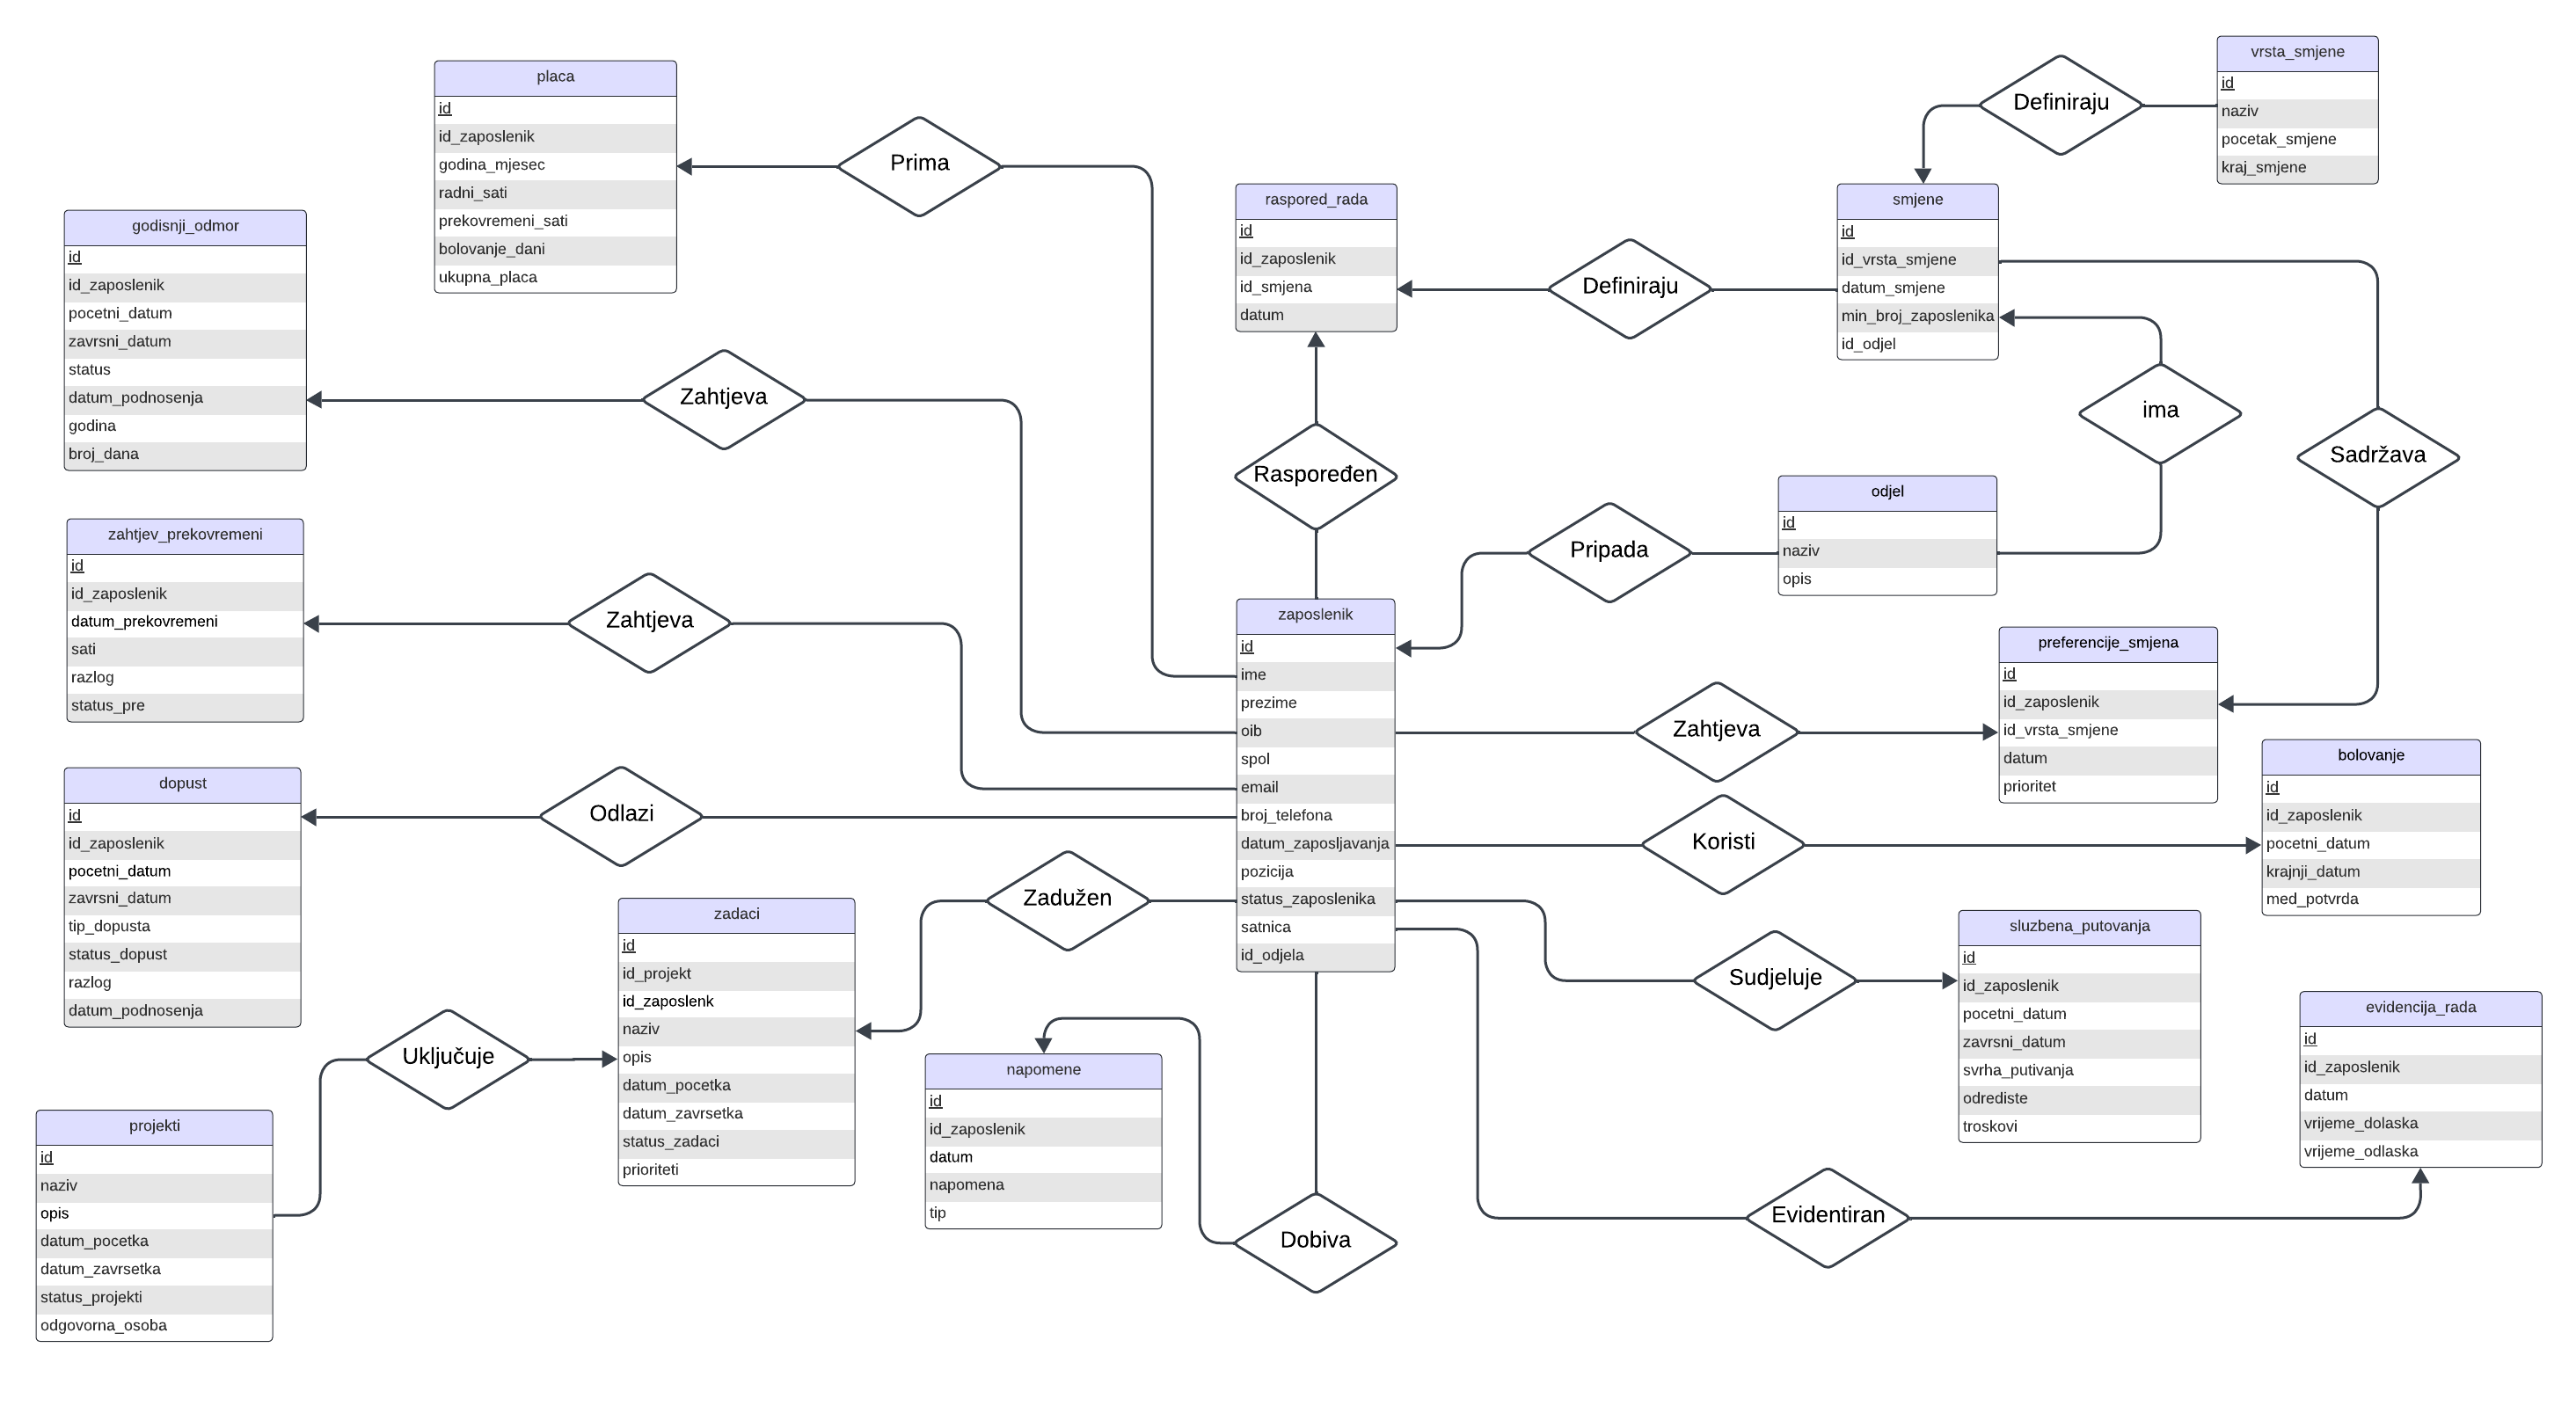 placa
id
id_zaposlenik
godina_mjesec
radni_sati
prekovremeni_sati
bolovanje_dani
ukupna_placa
Prima
vrsta_smjene
id
naziv
pocetak_smjene
kraj_smjene
Definiraju
raspored_rada
id
id_zaposlenik
id_smjena
datum
Definiraju
smjene
id
id_vrsta_smjene
datum_smjene
min_broj_zaposlenika
id_odjel
godisnji_odmor
id
id_zaposlenik
pocetni_datum
zavrsni_datum
status
datum_podnosenja
godina
broj_dana
Zahtjeva
Raspoređen
ima
Sadržava
odjel
id
naziv
opis
Pripada
zahtjev_prekovremeni
id
id_zaposlenik
datum_prekovremeni
sati
razlog
status_pre
Zahtjeva
zaposlenik
id
ime
prezime
oib
spol
email
broj_telefona
datum_zaposljavanja
pozicija
status_zaposlenika
satnica
id_odjela
Zahtjeva
preferencije_smjena
id
id_zaposlenik
id_vrsta_smjene
datum
prioritet
dopust
id
id_zaposlenik
pocetni_datum
zavrsni_datum
tip_dopusta
status_dopust
razlog
datum_podnosenja
Odlazi
Koristi
bolovanje
id
id_zaposlenik
pocetni_datum
krajnji_datum
med_potvrda
Zadužen
zadaci
id
id_projekt
id_zaposlenk
naziv
opis
datum_pocetka
datum_zavrsetka
status_zadaci
prioriteti
Sudjeluje
sluzbena_putovanja
id
id_zaposlenik
pocetni_datum
zavrsni_datum
svrha_putivanja
odrediste
troskovi
Uključuje
napomene
id
id_zaposlenik
datum
napomena
tip
evidencija_rada
id
id_zaposlenik
datum
vrijeme_dolaska
vrijeme_odlaska
projekti
id
naziv
opis
datum_pocetka
datum_zavrsetka
status_projekti
odgovorna_osoba
Dobiva
Evidentiran